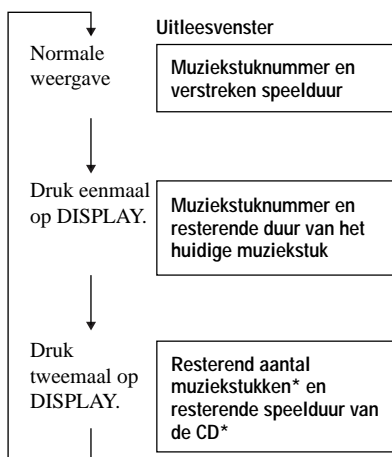 Uitleesvenster
Normale
weergave
Muziekstuknummer en
verstreken speelduur
Druk eenmaal
op DISPLAY.
Muziekstuknummer en
resterende duur van het
huidige muziekstuk
Druk
tweemaal op
DISPLAY.
Resterend aantal
muziekstukken* en
resterende speelduur van
de CD*